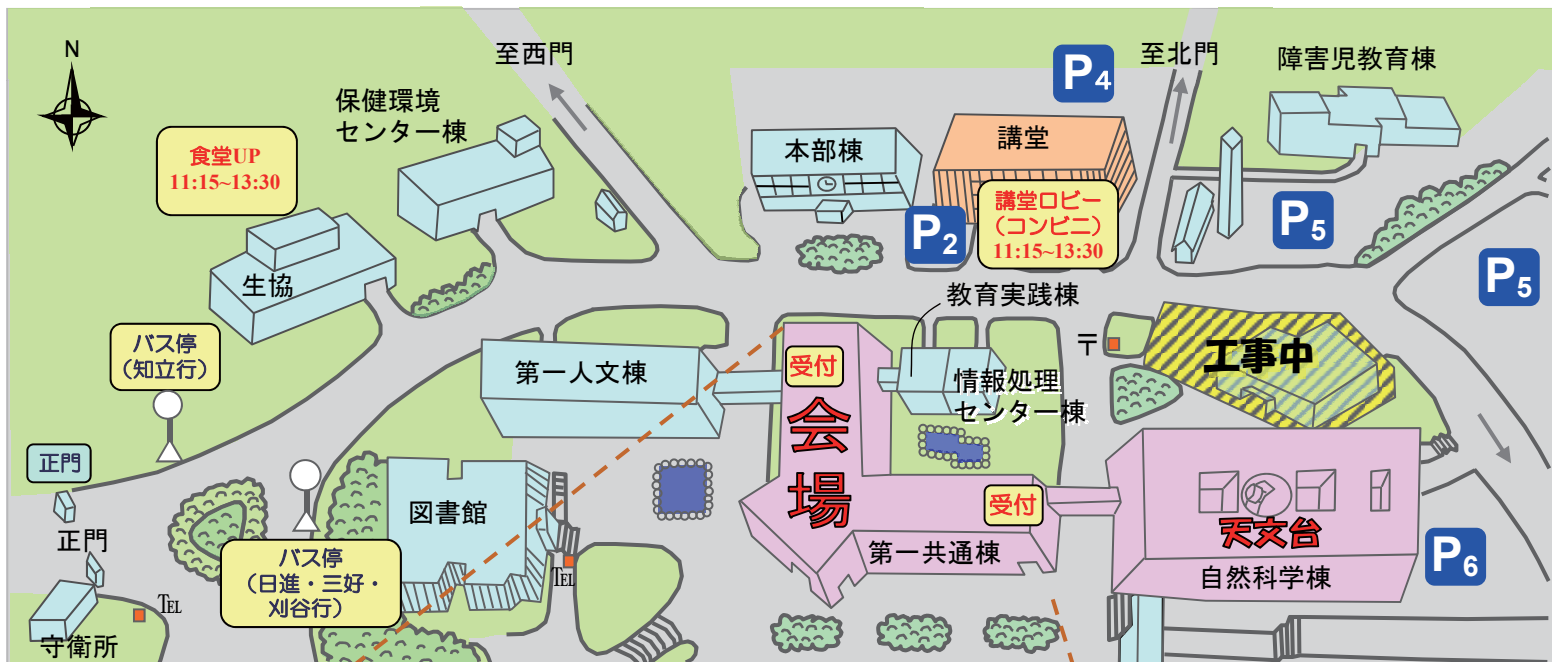 N
至西門
P4
至北門
障害児教育棟
保健環境
センター棟
食堂UP
11:15~13:30
本部棟
講堂
P2
講堂ロビー
(コンビニ)
11:15~13:30
P5
P5
生協
教育実践棟
バス停
(知立行)
第一人文棟
受付
会
場
情報処理
センター棟
〒
工事中
正門
正門
図書館
受付
天文台
第一共通棟
自然科学棟
P6
バス停
(日進・三好・
刈谷行)
TEL
TEL
守衛所